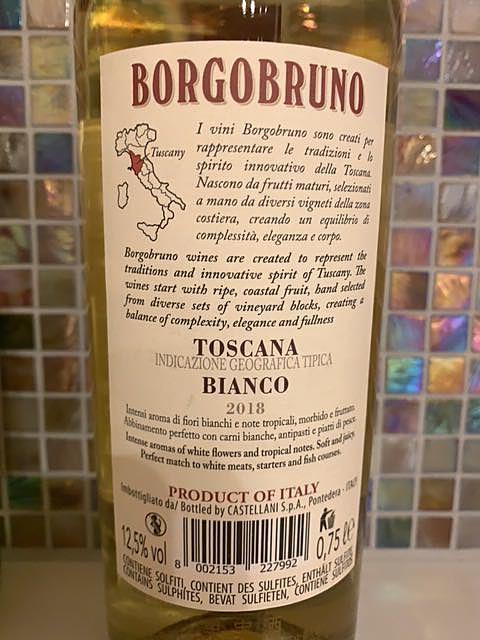 BORGOBRUNO
I vini Borgobruno sono creati per
rappresentare le tradizioni e lo
Tuscany
spirito innovativo della Toscana.
Nascono da frutti maturi, selezionati
a mano da diversi vigneti della zona
costiera, creando un equilibrio di
complessità, eleganza e corpo.
Borgobruno wines are created to represent the
traditions and innovative spirit of Tuscany. The
wines start with ripe, coastal fruit, hand selected
from diverse sets of vineyard blocks, creating a
balance of complexity, elegance and fullness
TOSCANA
INDICAZIONE GEOGRAFICA TIPICA
BIANCO
2018
Intensi aroma di fiori bianchi e note tropicali, morbido e fruttato.
Abbinamento perfetto con carni bianche, antipasti e piatti di pesce.
Intense aromas of white flowers and tropical notes. Soft and juicy.
Perfect match to white meats, starters and fish courses.
PRODUCT OF ITALY
Imbottigliato da/ Bottled by CASTELLANI S.p.A., Pontedera - ITALY
12,5% vol
8 002153 227992
0,75 ℓ e
CONTIENE SOLFITI, CONTIENT DES SULFITES, ENTHÄLT SULFITE,
CONTAINS SULPHITES, BEVAT SULFIETEN, CONTIENE